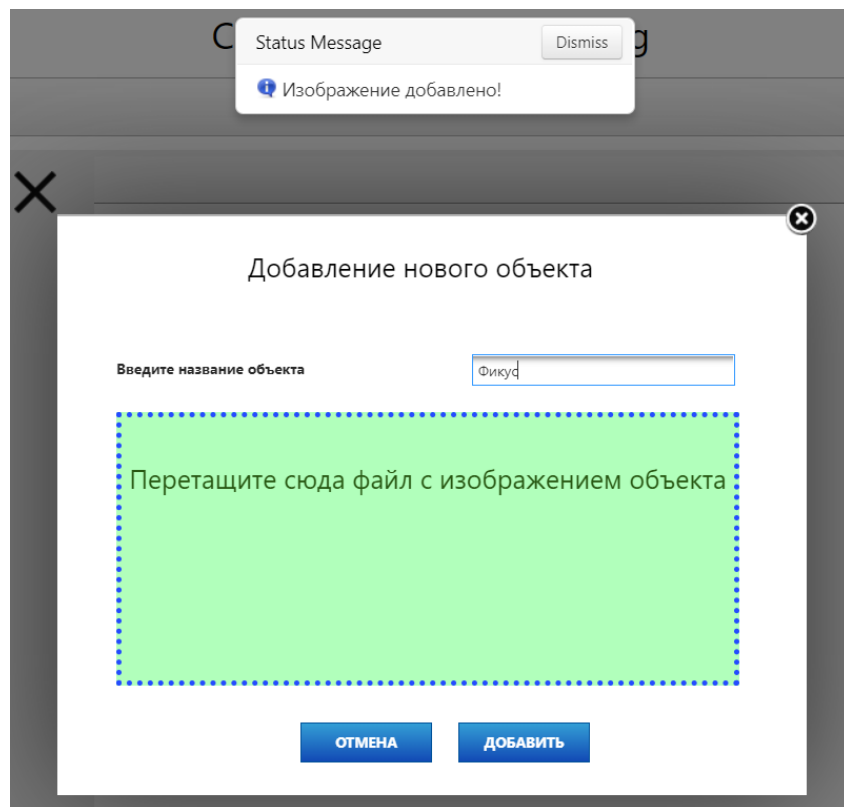 Status Message
Dismiss
Изображение добавлено!
Добавление нового объекта
Введите название объекта
Фикус
Перетащите сюда файл с изображением объекта
ОТМЕНА
ДОБАВИТЬ